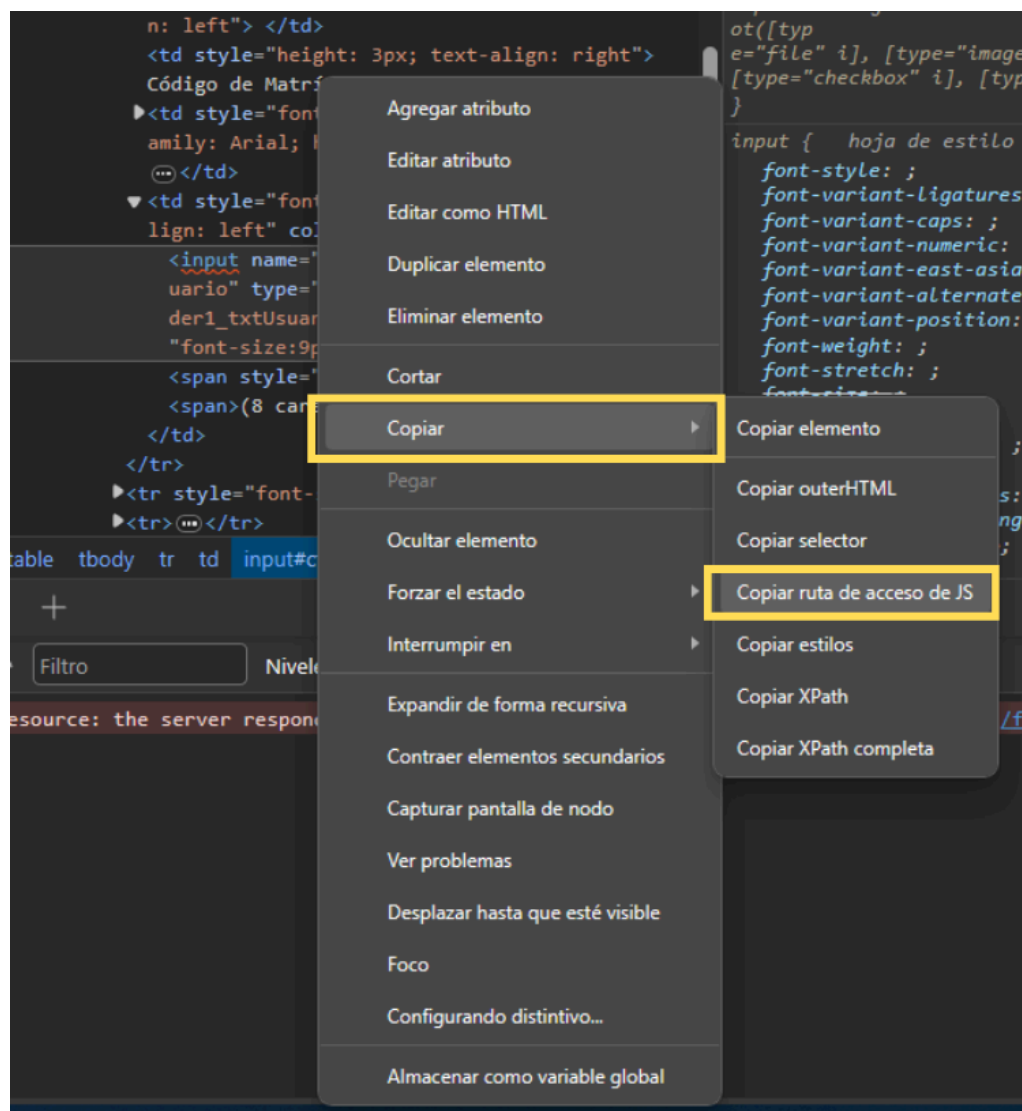 n: left"> </td>
<td style="height: 3px; text-align: right">
Código de Matrí
<td style="font
amily: Arial;
</td>
<td style="font
lign: left" col
<input name="
uario" type="
der1_txtUsuar
"font-size:9p
<span style="
<span>(8 cara
</td>
</tr>
<tr style="font-
<tr></tr>
table tbody tr td input#c
+
Filtro
Nivele
esource: the server respon
Agregar atributo
Editar atributo
Editar como HTML
Duplicar elemento
Eliminar elemento
Cortar
Copiar
Pegar
Ocultar elemento
Forzar el estado
Interrumpir en
Expandir de forma recursiva
Contraer elementos secundarios
Capturar pantalla de nodo
Ver problemas
Desplazar hasta que esté visible
Foco
Configurando distintivo...
Almacenar como variable global
Copiar elemento
Copiar outerHTML
Copiar selector
Copiar ruta de acceso de JS
Copiar estilos
Copiar XPath
Copiar XPath completa
ot([typ
e="file" i], [type="image
[type="checkbox" i], [typ
}
input { hoja de estilo
font-style: ;
font-variant-ligatures
font-variant-caps: ;
font-variant-numeric:
font-variant-east-asia
font-variant-alternate
font-variant-position:
font-weight: ;
font-stretch: ;
;
s:
ng
;
/f